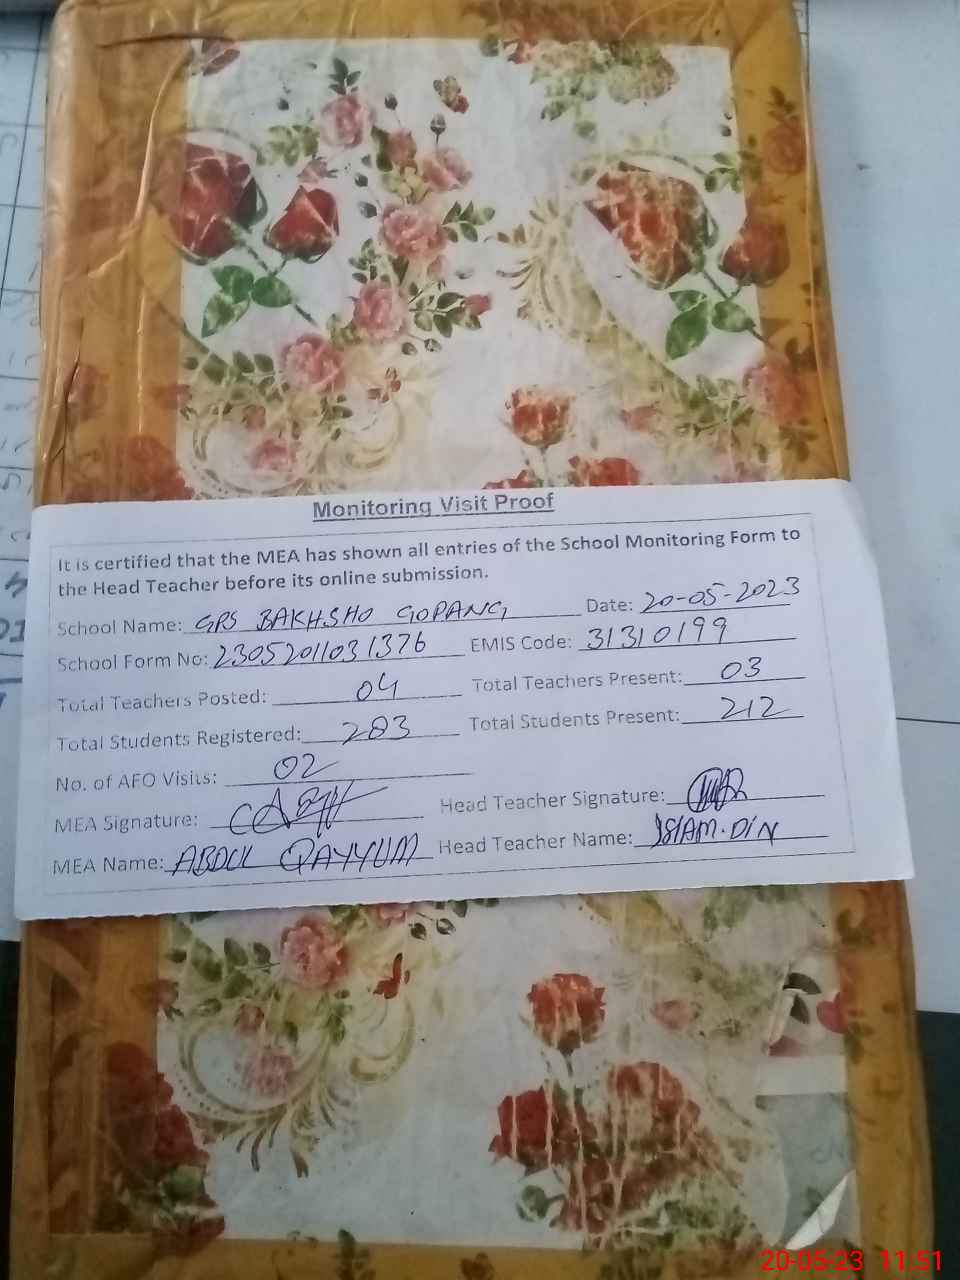 Monitoring Visit Proof
It is certified that the MEA has shown all entries of the School Monitoring Form to
the Head Teacher before its online submission.
School Name: GPS BAKHSHO GOPANG Date: 20-05-2023
School Form No: 23052011031376 EMIS Code: 31310199
Total Teachers Posted: 04 Total Teachers Present: 03
Total Students Registered: 283 Total Students Present: 212
No. of AFO Visits: 02
MEA Signature: Head Teacher Signature:
MEA Name: ABDUL QAYYUM Head Teacher Name: ISLAM.DIN
20-05-23 11:51